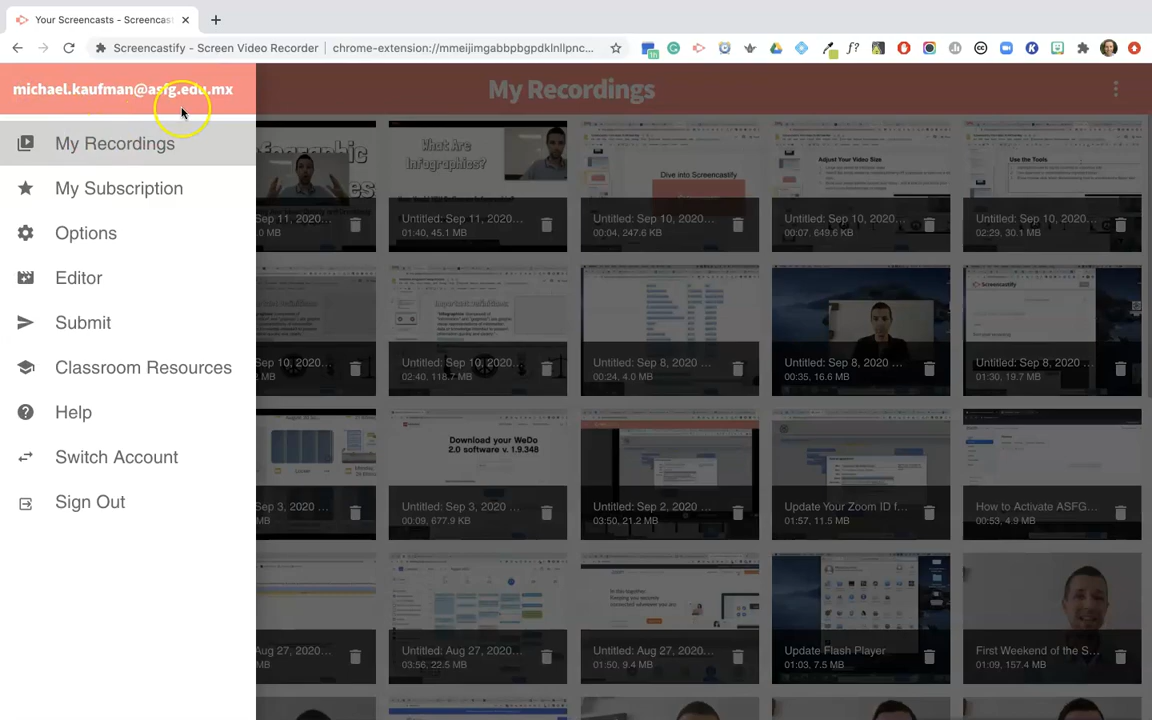 Your Screencasts - Screencas
Screencastify - Screen Video Recorder
chrome-extension://mmeijimgabbpbgpdklnllpnc...
michael.kaufman@asfg.edu.mx
My Recordings
My Recordings
My Subscription
Options
Editor
Submit
Classroom Resources
Help
Switch Account
Sign Out
What Are
Infographics?
Dive into Screencastify
Adjust Your Video Size
Use the Tools
Sep 11, 2020...
Untitled: Sep 11, 2020...
01:40, 45.1 MB
Untitled: Sep 10, 2020...
00:04, 247.6 KB
Untitled: Sep 10, 2020...
00:07, 649.6 KB
Untitled: Sep 10, 2020...
02:29, 30.1 MB
Sep 10, 2020...
Untitled: Sep 10, 2020...
02:40, 118.7 MB
Untitled: Sep 8, 2020 ...
00:24, 4.0 MB
Untitled: Sep 8, 2020 ...
00:35, 16.6 MB
Screencastify
Untitled: Sep 8, 2020 ...
01:30, 19.7 MB
Download your WeDo
2.0 software v. 1.9.348
Sep 3, 2020...
Untitled: Sep 3, 2020...
00:09, 677.9 KB
Untitled: Sep 2, 2020...
03:50, 21.2 MB
Update Your Zoom ID f...
01:57, 11.5 MB
How to Activate ASFG...
00:53, 4.9 MB
Aug 27, 2020...
Untitled: Aug 27, 2020...
03:56, 22.5 MB
Untitled: Aug 27, 2020...
01:50, 9.4 MB
Update Flash Player
01:03, 7.5 MB
First Weekend of the S...
01:09, 157.4 MB